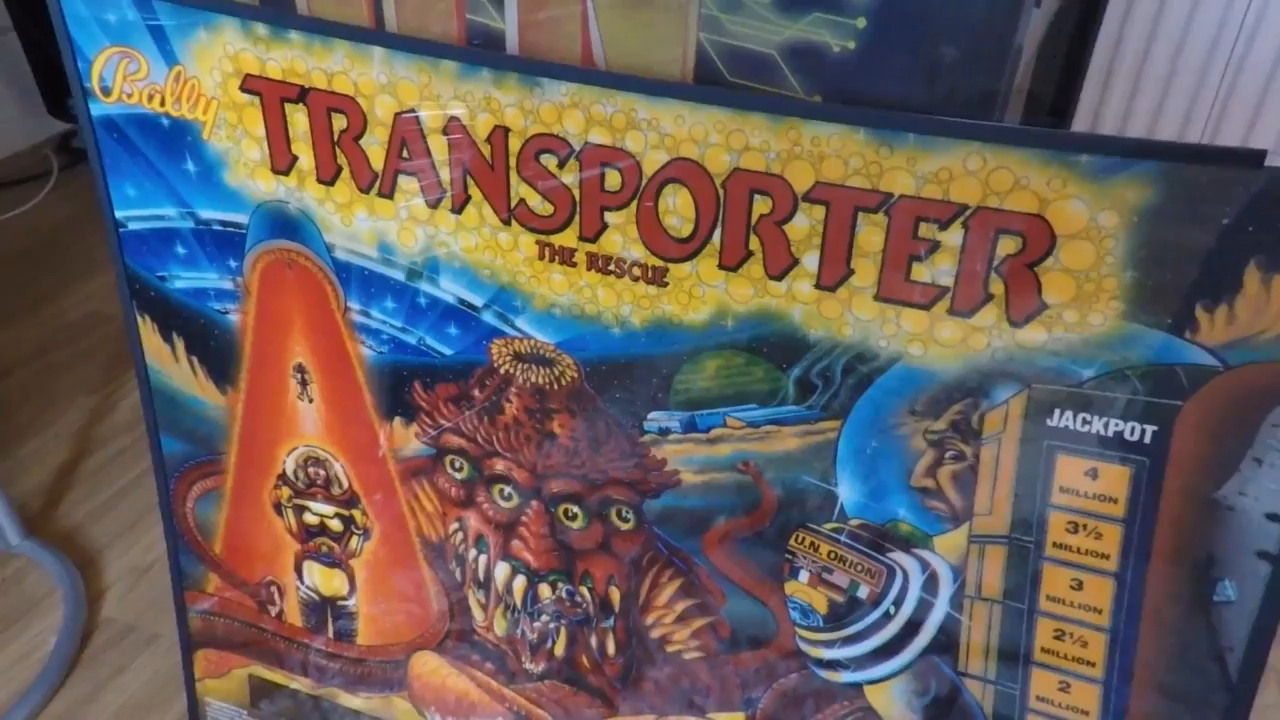 Bally
TRANSPORTER
THE RESCUE
JACKPOT
4
MILLION
3½
MILLION
U.N. ORION
3
MILLION
2½
MILLION
2
MILLION